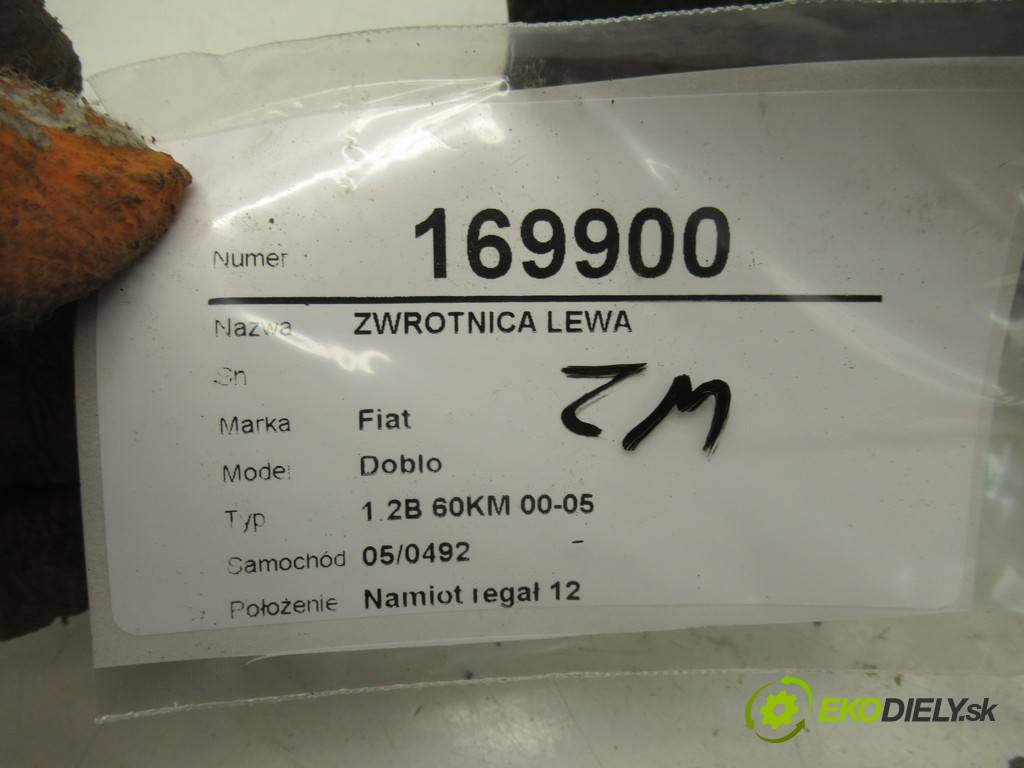 Numer 169900
Nazwa ZWROTNICA LEWA
Sn
ZM
Marka Fiat
Model Doblo
Typ 1.2B 60KM 00-05
Samochód 05/0492
Położenie Namiot regał 12
EKODIELY.sk